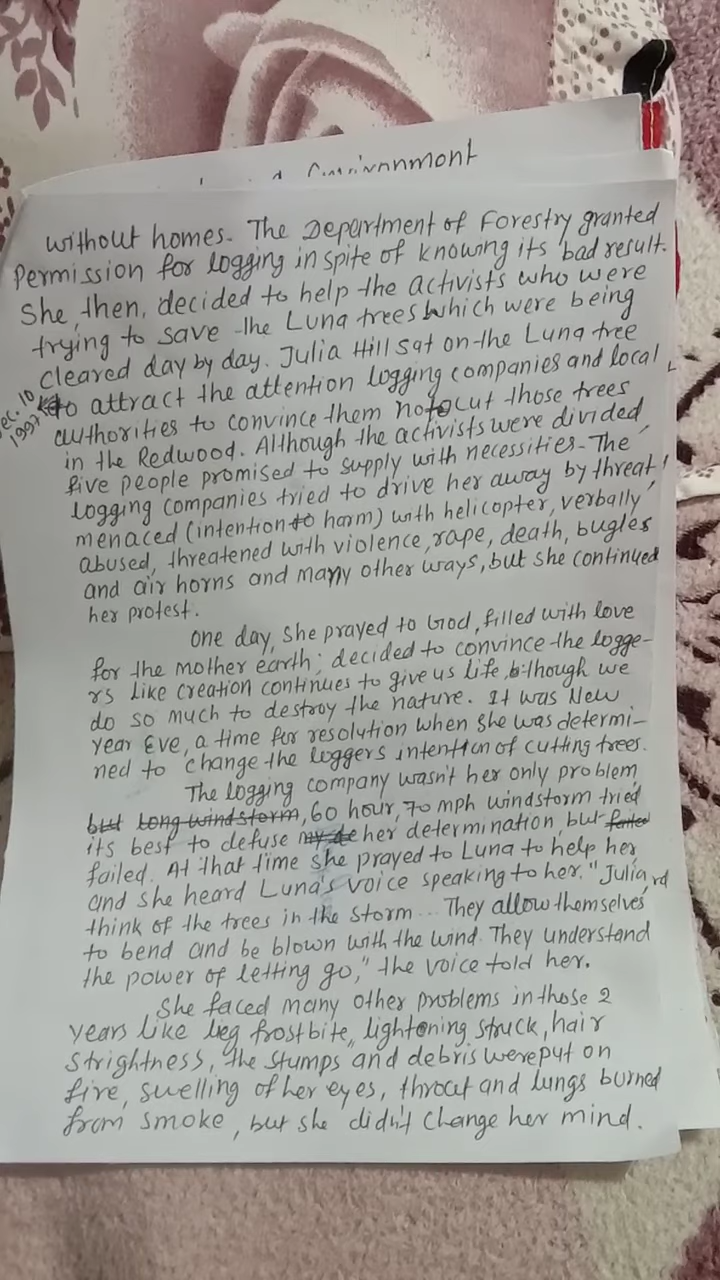 Environment
without homes. The Department of Forestry granted
Permission for logging in spite of knowing its bad result.
She, then, decided to help the activists who were
trying to save the Luna trees which were being
cleared day by day. Julia Hill sat on the Luna tree
Dec. 10 1997
to attract the attention logging companies and local
authorities to convince them not to cut those trees
in the Redwood. Although the activists were divided,
five people promised to supply with necessities. The
logging companies tried to drive her away by threat,
menaced (intention to harm) with helicopter, verbally
abused, threatened with violence, rape, death, bugles
and air horns and many other ways, but she continued
her protest.
One day, she prayed to God, filled with love
for the mother earth; decided to convince the logge-
rs like creation continues to give us life, although we
do so much to destroy the nature. It was New
year Eve, a time for resolution when she was determi-
ned to change the loggers intention of cutting trees.
The logging company wasn't her only problem
but long windstorm, 60 hour, 70 mph windstorm tried
its best to defuse her determination, but failed
failed. At that time she prayed to Luna to help her
and she heard Luna's voice speaking to her. "Julia,
think of the trees in the storm... They allow themselves
to bend and be blown with the wind. They understand
the power of letting go," the voice told her.
She faced many other problems in those 2
years like leg frostbite, lightening struck, hair
strightness, the stumps and debris were put on
fire, swelling of her eyes, throat and lungs burned
from smoke, but she didn't change her mind.